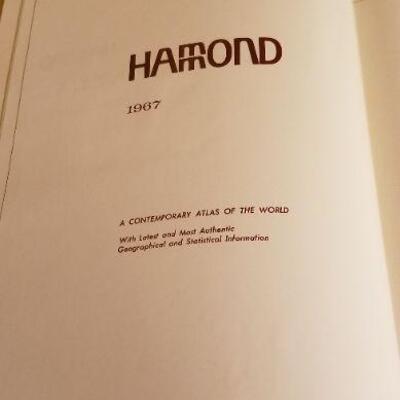 HAMMOND
1967
A CONTEMPORARY ATLAS OF THE WORLD
With Latest and Most Authentic
Geographical and Statistical Information